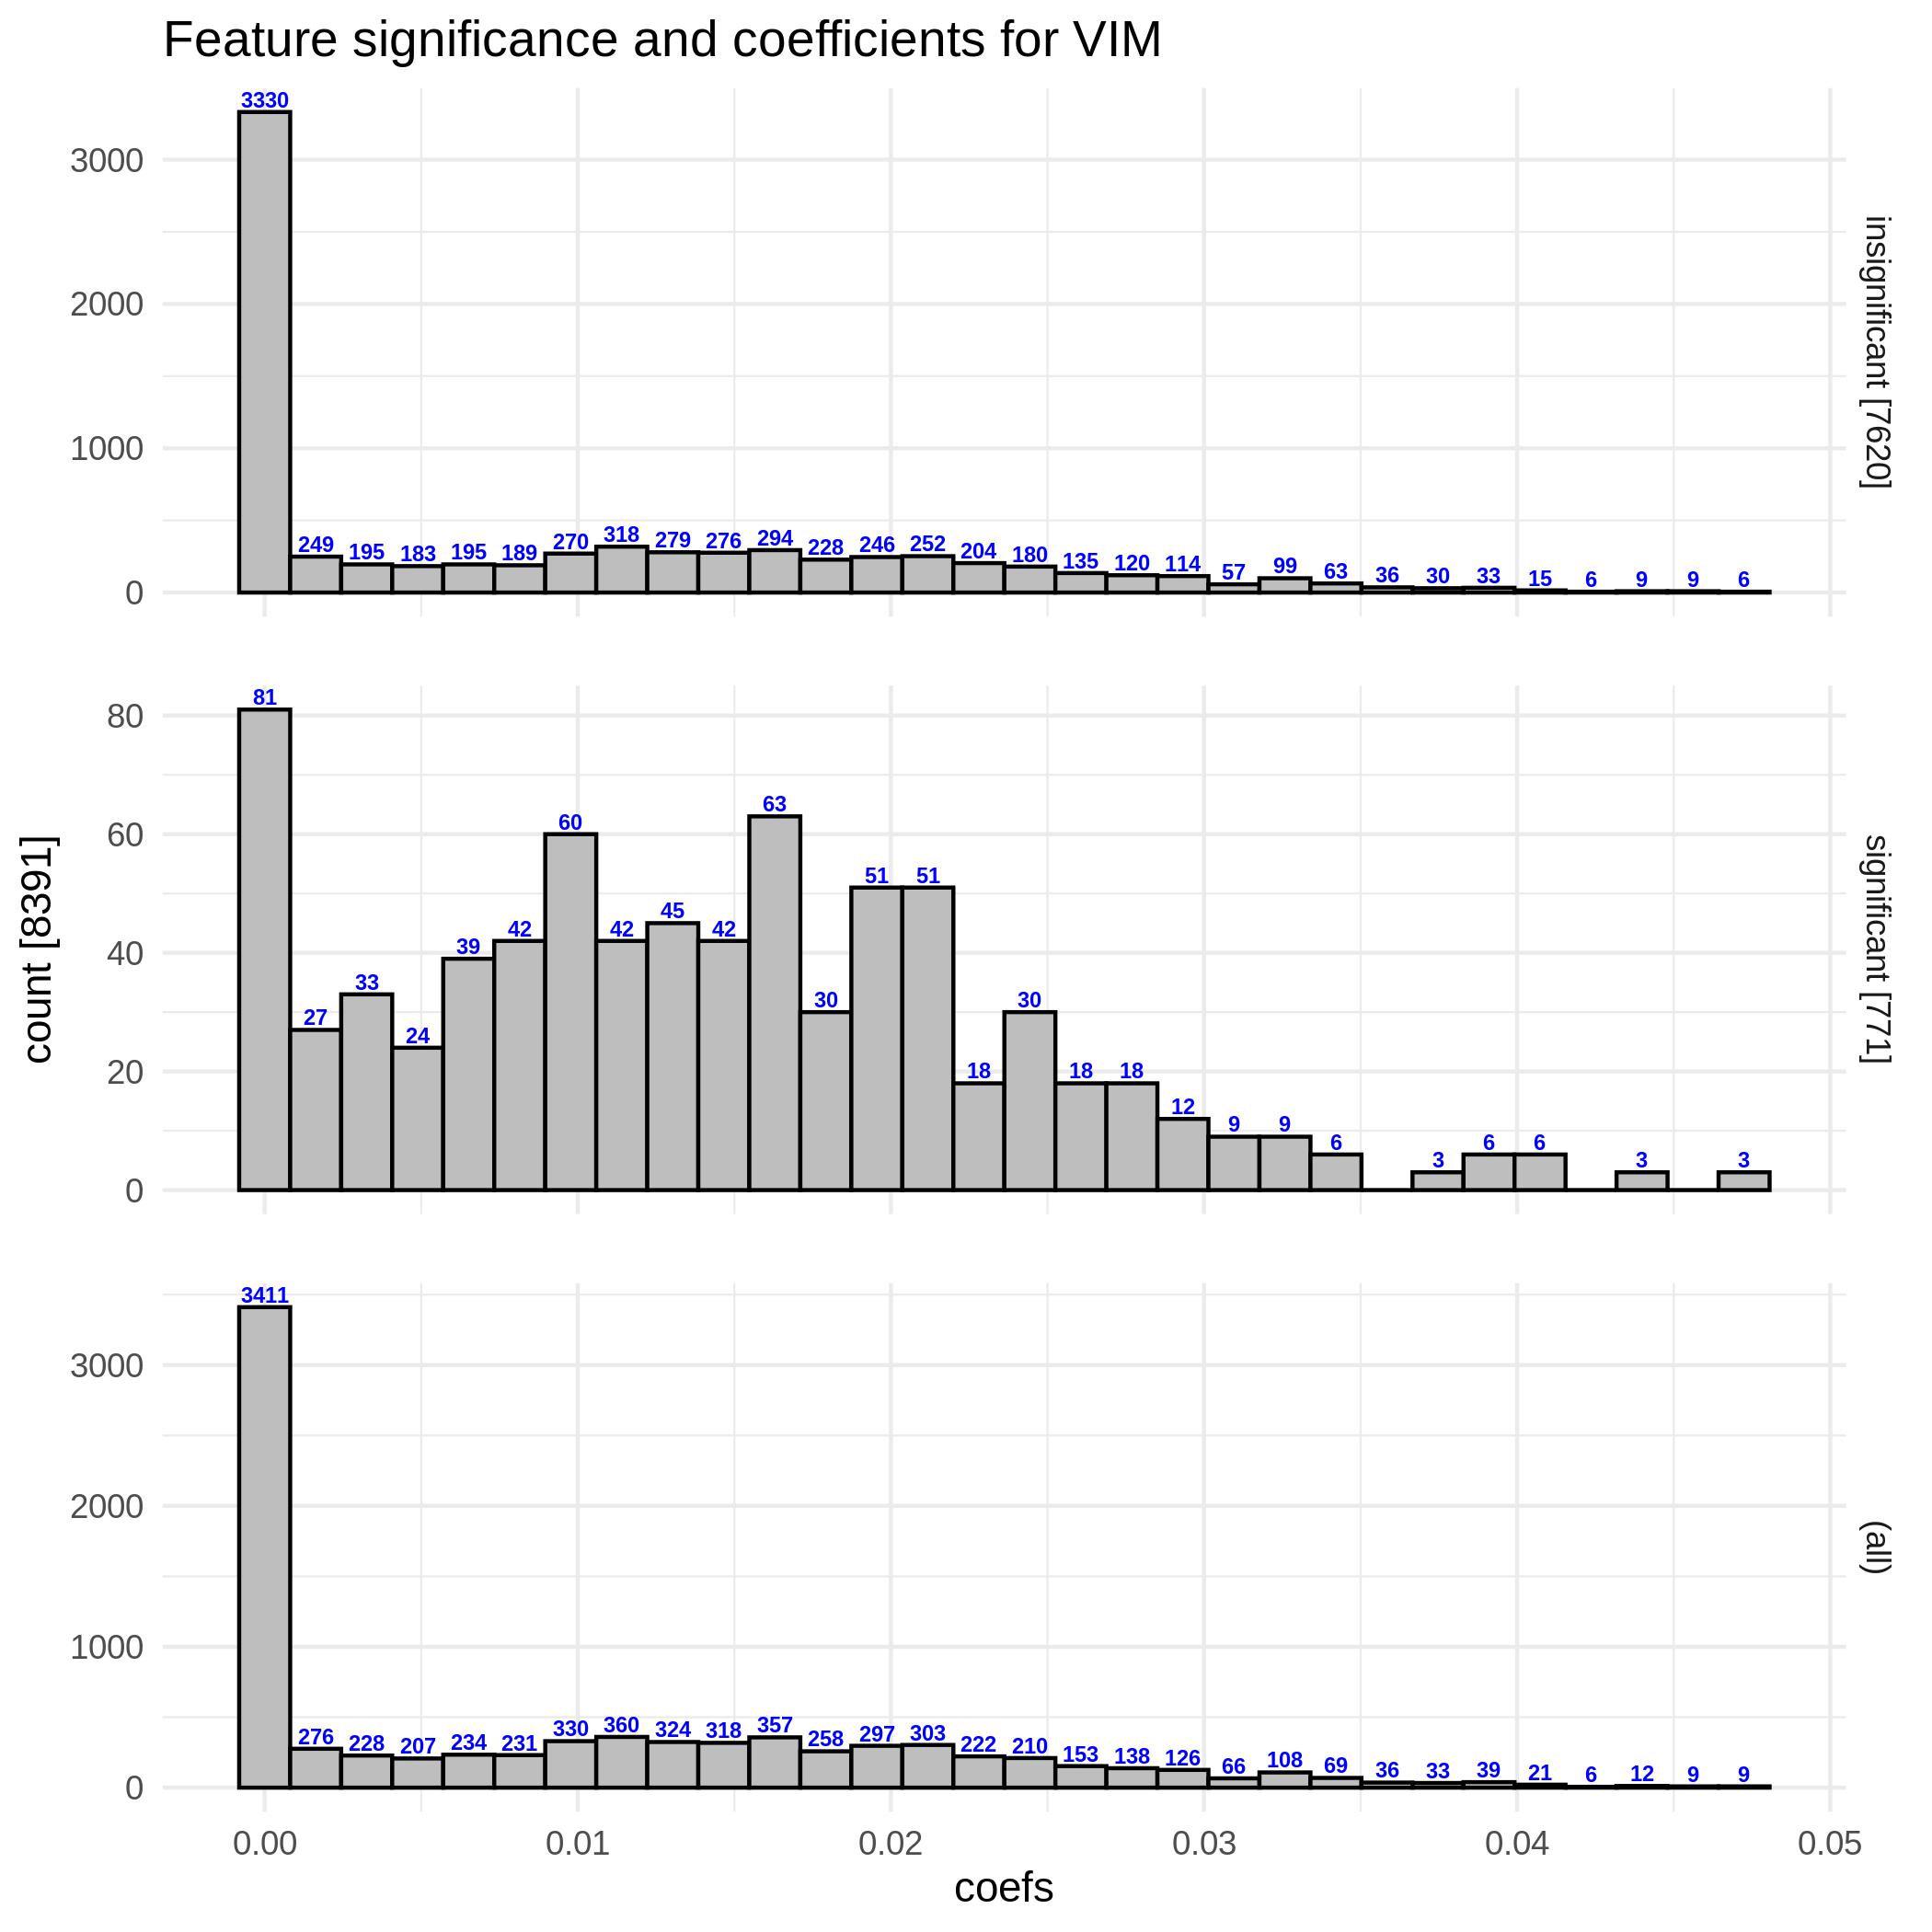 Feature significance and coefficients for VIM
3330
3000
2000
1000
0
249 195 183 195 189 270 318 279 276 294 228 246 252 204 180 135 120 114 57 99 63 36 30 33 15 6 9 9 6
insignificant [7620]
81
80
60
40
20
0
27 33 24 39 42 60 42 45 42 63 30 51 51 18 30 18 18 12 9 9 6 3 6 6 3 3
significant [771]
count [8391]
3411
3000
2000
1000
0
276 228 207 234 231 330 360 324 318 357 258 297 303 222 210 153 138 126 66 108 69 36 33 39 21 6 12 9 9
(all)
0.00 0.01 0.02 0.03 0.04 0.05
coefs